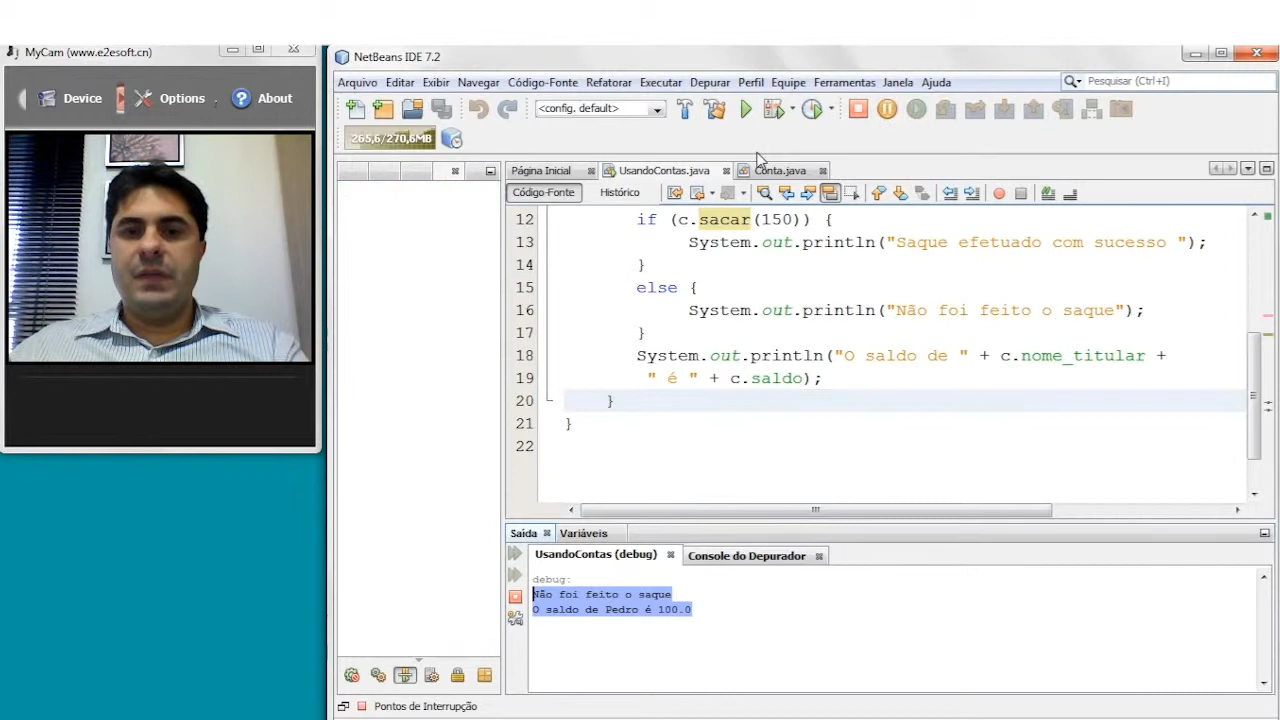 MyCam (www.e2esoft.cn)
Device
Options
About
NetBeans IDE 7.2
Arquivo Editar Exibir Navegar Código-Fonte Refatorar Executar Depurar Perfil Equipe Ferramentas Janela Ajuda
Pesquisar (Ctrl+I)
<config. default>
265,6/270,6MB
Página Inicial
UsandoContas.java
Conta.java
Código-Fonte
Histórico
12 if (c.sacar(150)) {
13 System.out.println("Saque efetuado com sucesso ");
14 }
15 else {
16 System.out.println("Não foi feito o saque");
17 }
18 System.out.println("O saldo de " + c.nome_titular +
19 " é " + c.saldo);
20 }
21 }
22
Saída
Variáveis
UsandoContas (debug)
Console do Depurador
debug:
Não foi feito o saque
O saldo de Pedro é 100.0
Pontos de Interrupção